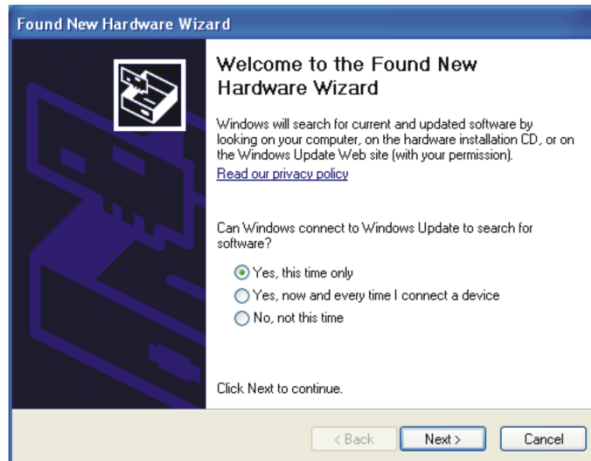 Found New Hardware Wizard
Welcome to the Found New
Hardware Wizard
Windows will search for current and updated software by
looking on your computer, on the hardware installation CD, or on
the Windows Update Web site (with your permission).
Read our privacy policy
Can Windows connect to Windows Update to search for
software?
Yes, this time only
Yes, now and every time I connect a device
No, not this time
Click Next to continue.
< Back
Next >
Cancel